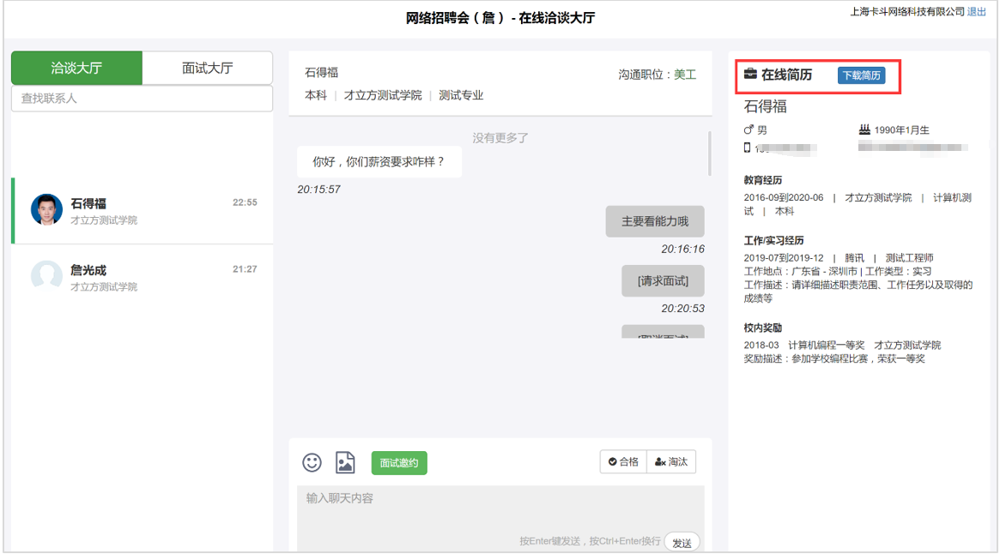 网络招聘会（詹） - 在线洽谈大厅
上海卡斗网络科技有限公司 退出
洽谈大厅
面试大厅
查找联系人
石得福
22:55
才立方测试学院
詹光成
21:27
才立方测试学院
石得福
沟通职位：美工
本科 | 才立方测试学院 | 测试专业
没有更多了
你好，你们薪资要求咋样？
20:15:57
主要看能力哦
20:16:16
[请求面试]
20:20:53
面试邀约
合格
淘汰
输入聊天内容
按Enter键发送，按Ctrl+Enter换行
发送
在线简历
下载简历
石得福
男
1990年1月生
教育经历
2016-09到2020-06 | 才立方测试学院 | 计算机测
试 | 本科
工作/实习经历
2019-07到2019-12 | 腾讯 | 测试工程师
工作地点：广东省 - 深圳市 | 工作类型：实习
工作描述：请详细描述职责范围、工作任务以及取得的
成绩等
校内奖励
2018-03 计算机编程一等奖 才立方测试学院
奖励描述：参加学校编程比赛，荣获一等奖